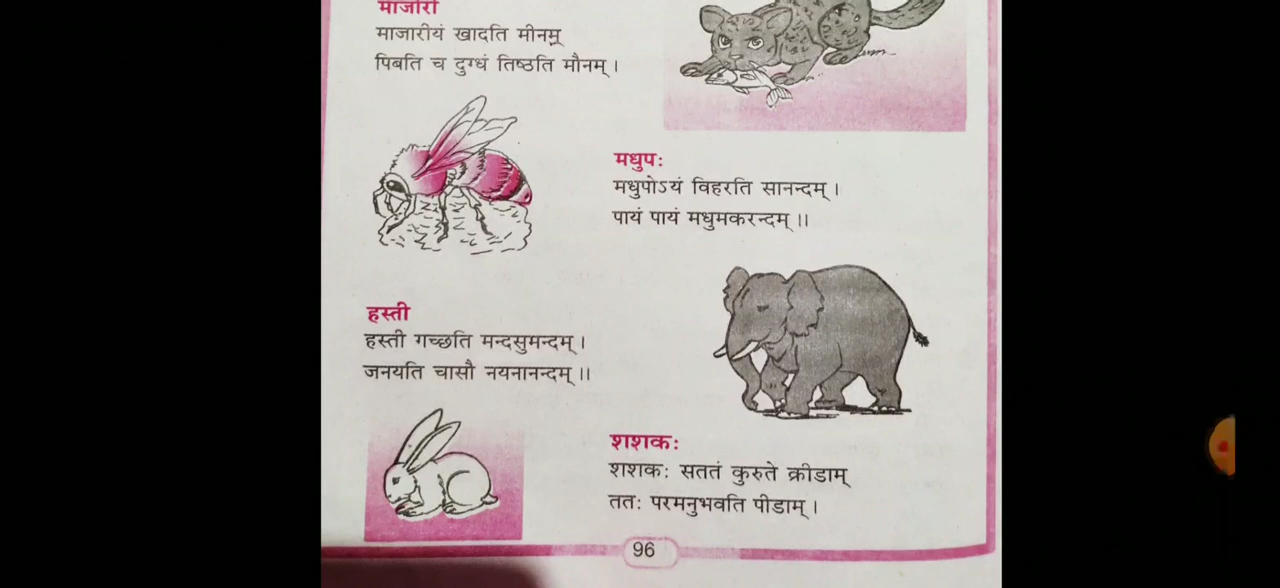 मार्जारी
माजारीयं खादति मीनम्
पिबति च दुग्धं तिष्ठति मौनम् ।
मधुपः
मधुपोऽयं विहरति सानन्दम् ।
पायं पायं मधुमकरन्दम् ।।
हस्ती
हस्ती गच्छति मन्दसुमन्दम् ।
जनयति चासौ नयनानन्दम् ।।
शशकः
शशकः सततं कुरुते क्रीडाम्
ततः परमनुभवति पीडाम् ।
96